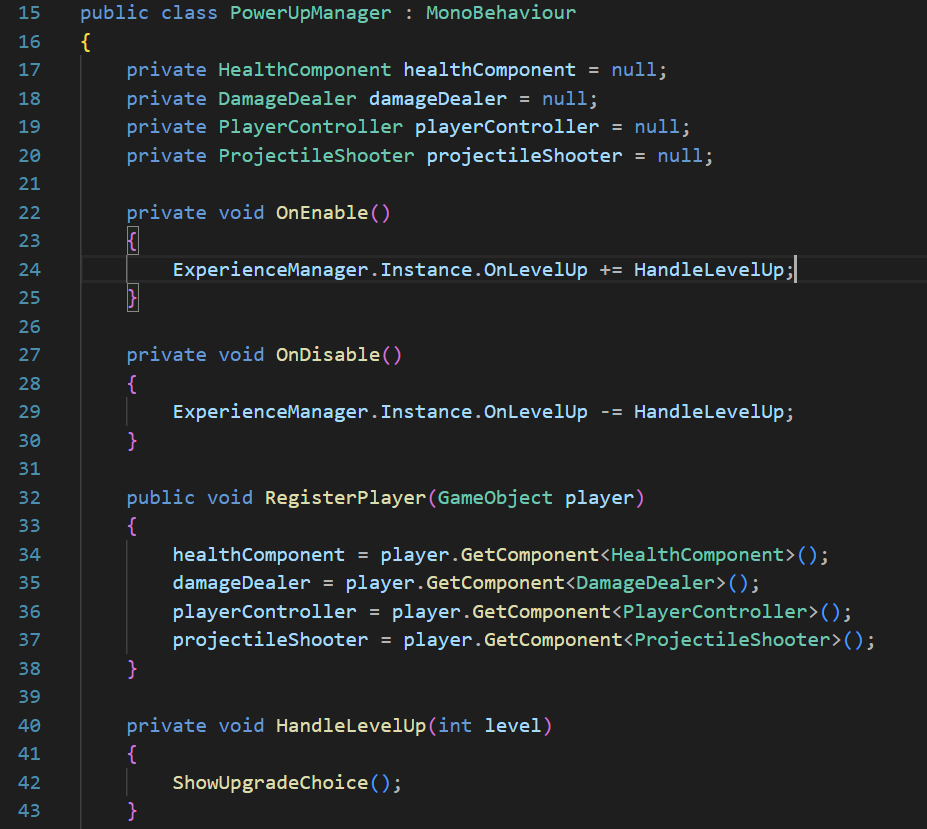 15 public class PowerUpManager : MonoBehaviour
16 {
17     private HealthComponent healthComponent = null;
18     private DamageDealer damageDealer = null;
19     private PlayerController playerController = null;
20     private ProjectileShooter projectileShooter = null;
21
22     private void OnEnable()
23     {
24         ExperienceManager.Instance.OnLevelUp += HandleLevelUp;
25     }
26
27     private void OnDisable()
28     {
29         ExperienceManager.Instance.OnLevelUp -= HandleLevelUp;
30     }
31
32     public void RegisterPlayer(GameObject player)
33     {
34         healthComponent = player.GetComponent<HealthComponent>();
35         damageDealer = player.GetComponent<DamageDealer>();
36         playerController = player.GetComponent<PlayerController>();
37         projectileShooter = player.GetComponent<ProjectileShooter>();
38     }
39
40     private void HandleLevelUp(int level)
41     {
42         ShowUpgradeChoice();
43     }